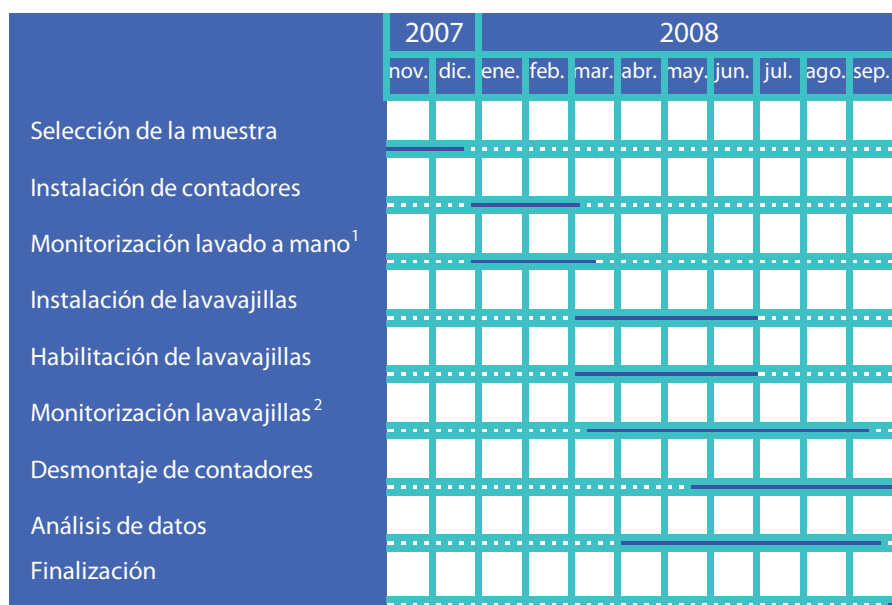 2007 2008
nov. dic. ene. feb. mar. abr. may. jun. jul. ago. sep.
Selección de la muestra
Instalación de contadores
Monitorización lavado a mano1
Instalación de lavavajillas
Habilitación de lavavajillas
Monitorización lavavajillas2
Desmontaje de contadores
Análisis de datos
Finalización